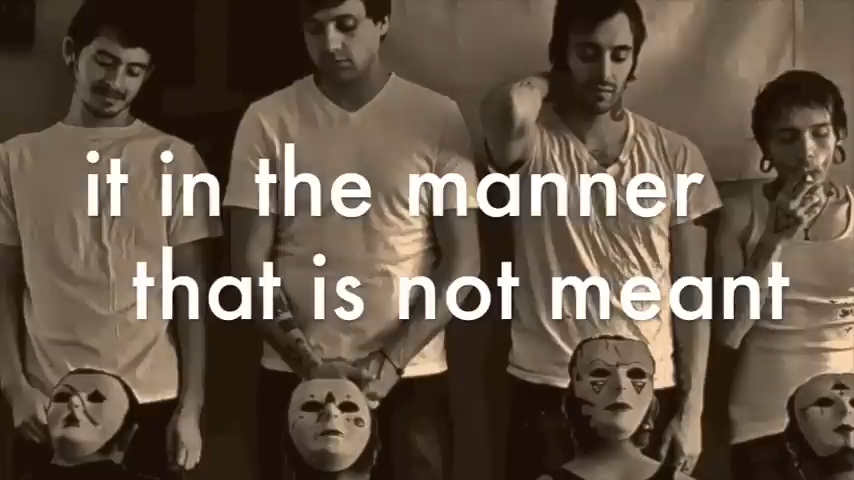 it in the manner
that is not meant